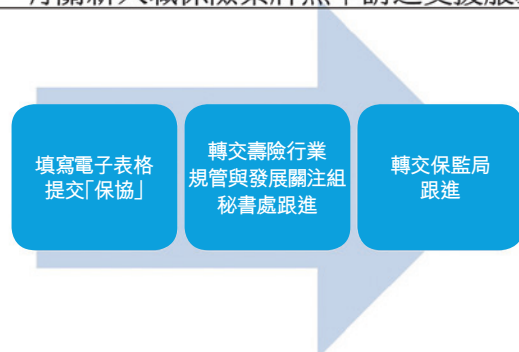 填寫電子表格
提交「保協」
轉交壽險行業
規管與發展關注組
秘書處跟進
轉交保監局
跟進